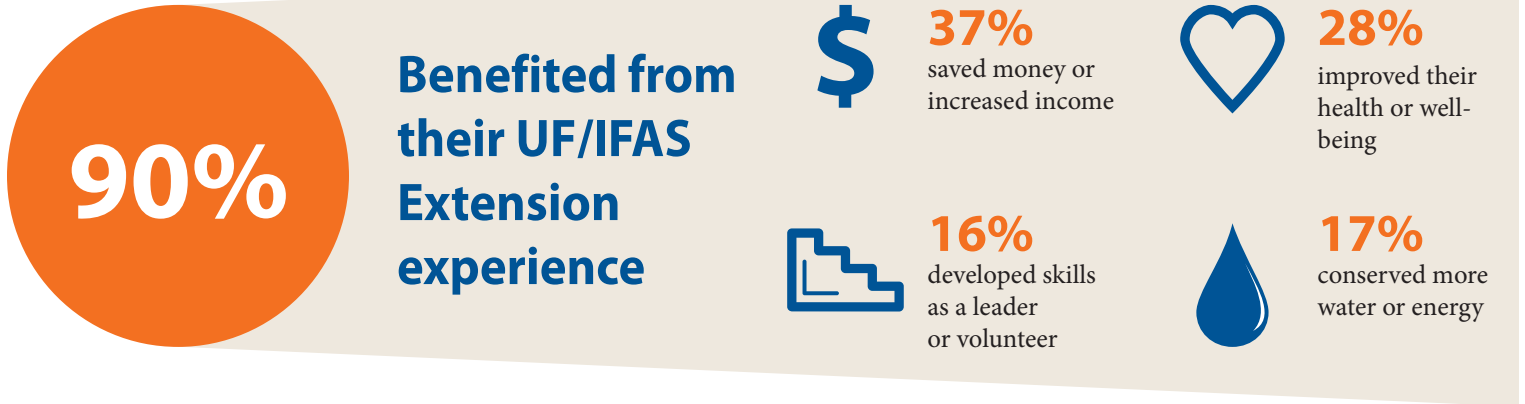 90%
Benefited from
their UF/IFAS
Extension
experience
37%
saved money or
increased income
28%
improved their
health or well-
being
16%
developed skills
as a leader
or volunteer
17%
conserved more
water or energy